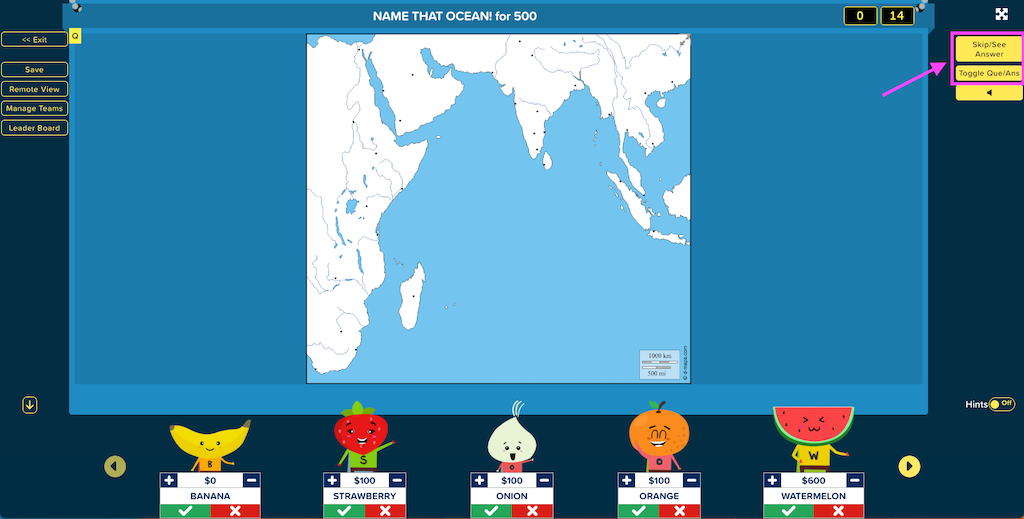 NAME THAT OCEAN! for 500
0 14
<< Exit
Q
Skip/See
Answer
Save
Toggle Que/Ans
Remote View
Manage Teams
Leader Board
1000 km
500 mi
© d-maps.com
Hints Off
B
S
O
O
W
+ $0 −
+ $100 −
+ $100 −
+ $100 −
+ $600 −
BANANA
STRAWBERRY
ONION
ORANGE
WATERMELON